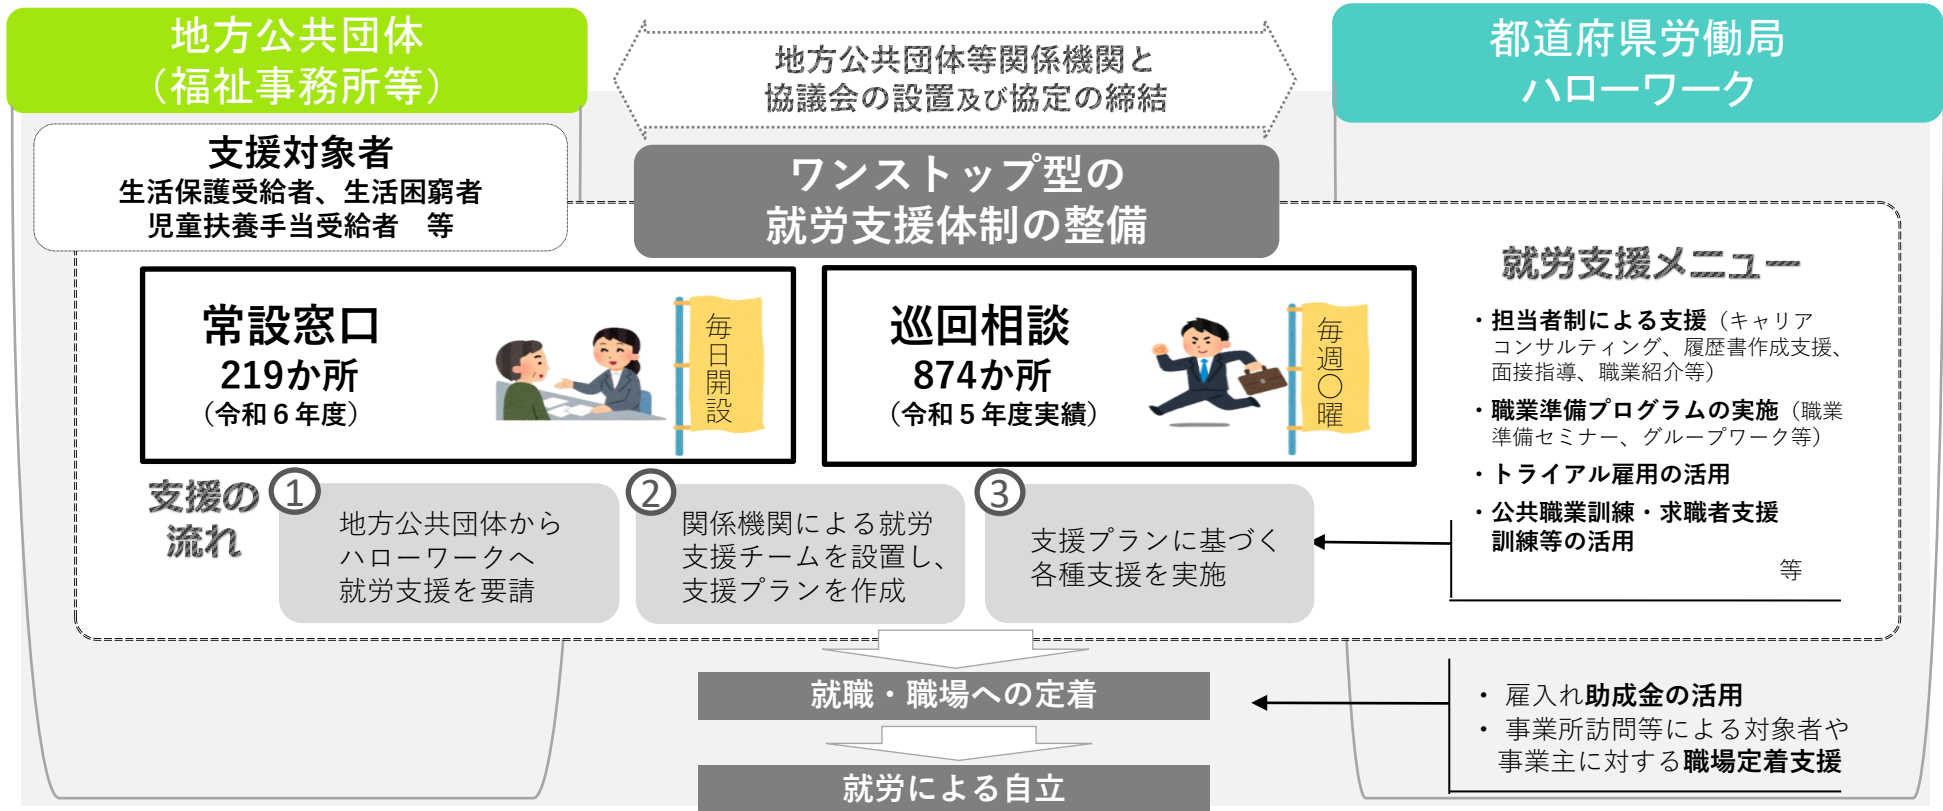 地方公共団体
（福祉事務所等）
地方公共団体等関係機関と
協議会の設置及び協定の締結
都道府県労働局
ハローワーク
支援対象者
生活保護受給者、生活困窮者
児童扶養手当受給者　等
ワンストップ型の
就労支援体制の整備
常設窓口
219か所
（令和６年度）
毎日開設
巡回相談
874か所
（令和５年度実績）
毎週〇曜
就労支援メニュー
・担当者制による支援（キャリア
コンサルティング、履歴書作成支援、
面接指導、職業紹介等）
・職業準備プログラムの実施（職業
準備セミナー、グループワーク等）
・トライアル雇用の活用
・公共職業訓練・求職者支援
訓練等の活用
等
支援の
流れ
①
地方公共団体から
ハローワークへ
就労支援を要請
②
関係機関による就労
支援チームを設置し、
支援プランを作成
③
支援プランに基づく
各種支援を実施
就職・職場への定着
・ 雇入れ助成金の活用
・ 事業所訪問等による対象者や
事業主に対する職場定着支援
就労による自立